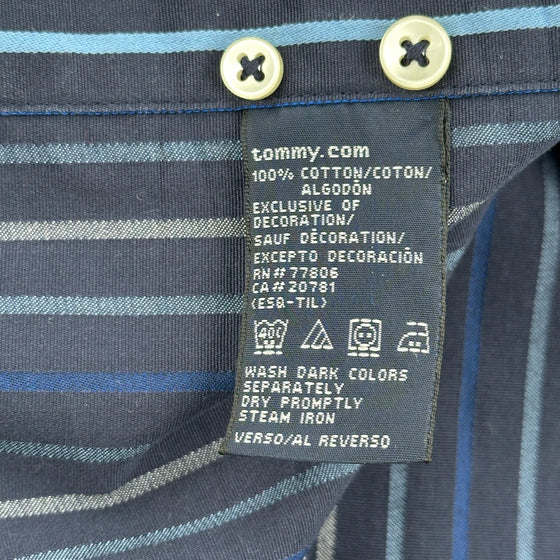 tommy.com
100% COTTON/COTON/
ALGODÓN
EXCLUSIVE OF
DECORATION/
SAUF DÉCORATION/
EXCEPTO DECORACIÓN
RN# 77806
CA# 20781
(ESQ-TIL)
40
WASH DARK COLORS
SEPARATELY
DRY PROMPTLY
STEAM IRON
VERSO/AL REVERSO